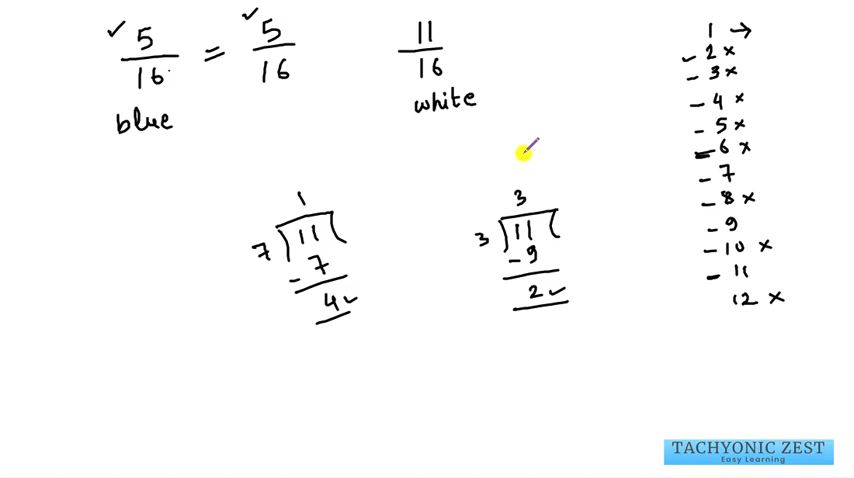 5/16 = 5/16
blue
11/16
white
1
7) 11 (
- 7
4
3
3) 11 (
- 9
2
1 →
2 ×
- 3 ×
- 4 ×
- 5 ×
- 6 ×
- 7
- 8 ×
- 9
- 10 ×
- 11
12 ×
TACHYONIC ZEST
Easy Learning